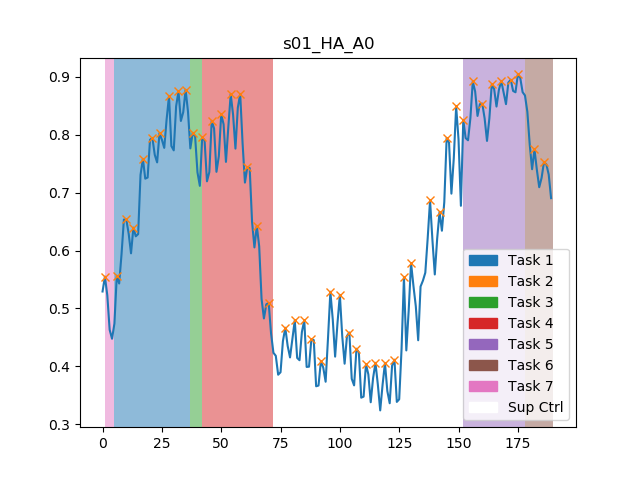 s01_HA_A0
0.9
0.8
0.7
0.6
0.5
0.4
0.3
0
25
50
75
100
125
150
175
Task 1
Task 2
Task 3
Task 4
Task 5
Task 6
Task 7
Sup Ctrl